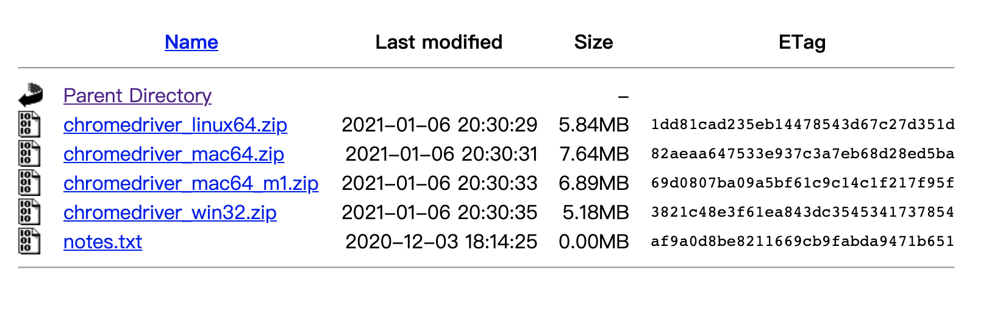 Name Last modified Size ETag
Parent Directory -
chromedriver_linux64.zip 2021-01-06 20:30:29 5.84MB 1dd81cad235eb14478543d67c27d351d
chromedriver_mac64.zip 2021-01-06 20:30:31 7.64MB 82aeaa647533e937c3a7eb68d28ed5ba
chromedriver_mac64_m1.zip 2021-01-06 20:30:33 6.89MB 69d0807ba09a5bf61c9c14c1f217f95f
chromedriver_win32.zip 2021-01-06 20:30:35 5.18MB 3821c48e3f61ea843dc3545341737854
notes.txt 2020-12-03 18:14:25 0.00MB af9a0d8be8211669cb9fabda9471b651